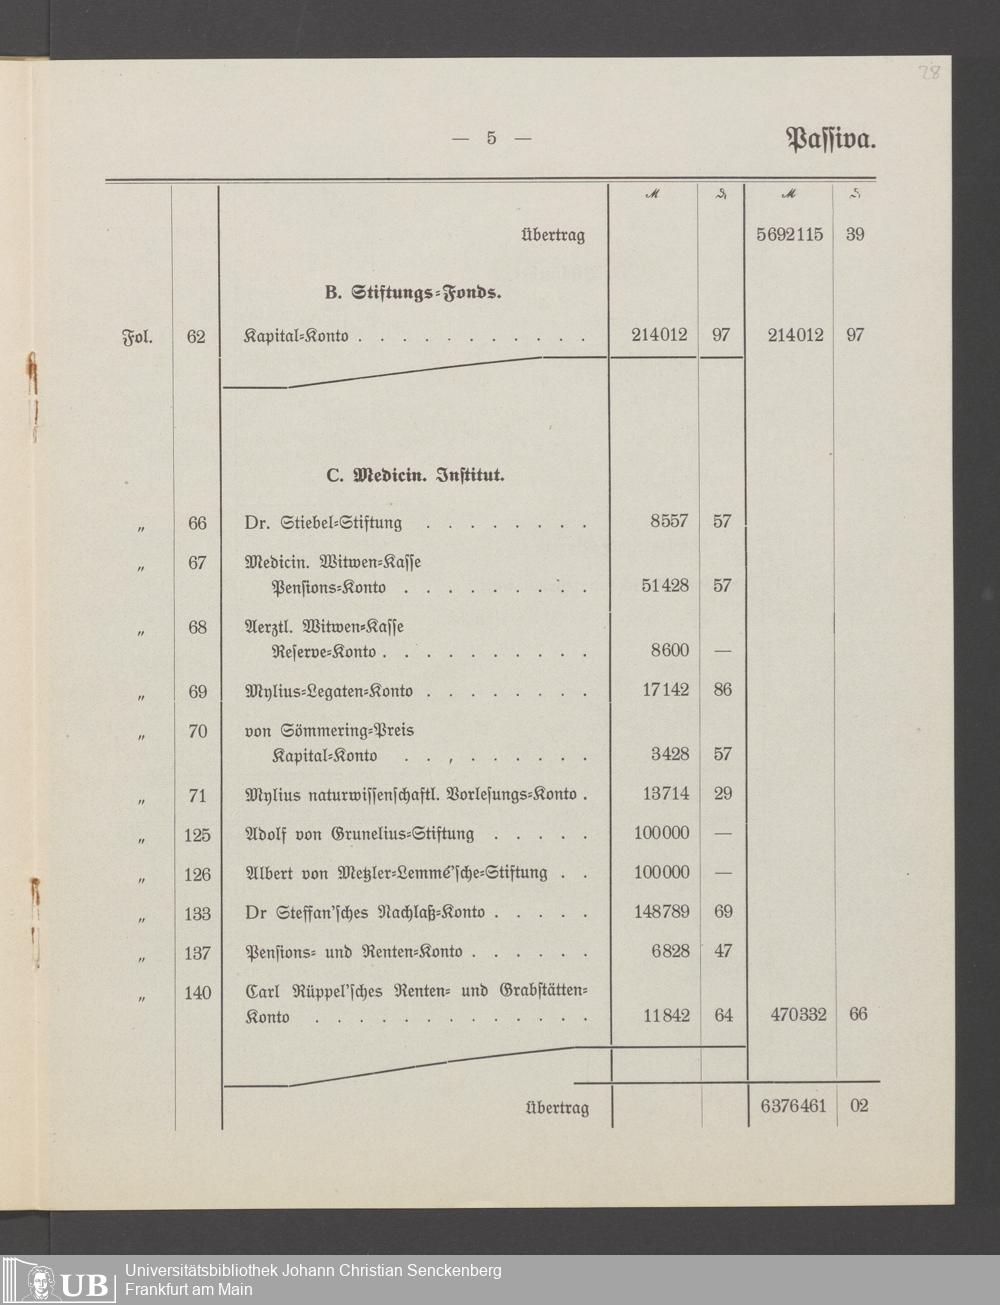 28
— 5 —
Passiva.
ℳ ₰ ℳ ₰
Übertrag 5692115 39
B. Stiftungs-Fonds.
Fol. 62 Kapital-Konto . . . . . . . . . . . 214012 97 214012 97
C. Medicin. Institut.
„ 66 Dr. Stiebel-Stiftung . . . . . . . . 8557 57
„ 67 Medicin. Witwen-Kasse
Pensions-Konto . . . . . . . . . 51428 57
„ 68 Aerztl. Witwen-Kasse
Reserve-Konto . . . . . . . . . . 8600 —
„ 69 Mylius-Legaten-Konto . . . . . . . . 17142 86
„ 70 von Sömmering-Preis
Kapital-Konto . . , . . . . . . 3428 57
„ 71 Mylius naturwissenschaftl. Vorlesungs-Konto . 13714 29
„ 125 Adolf von Grunelius-Stiftung . . . . . 100000 —
„ 126 Albert von Metzler-Lemmé'sche-Stiftung . . 100000 —
„ 133 Dr Steffan'sches Nachlaß-Konto . . . . . 148789 69
„ 137 Pensions- und Renten-Konto . . . . . . 6828 47
„ 140 Carl Rüppel'sches Renten- und Grabstätten-
Konto . . . . . . . . . . . . . 11842 64 470332 66
Übertrag 6376461 02
UB
Universitätsbibliothek Johann Christian Senckenberg
Frankfurt am Main